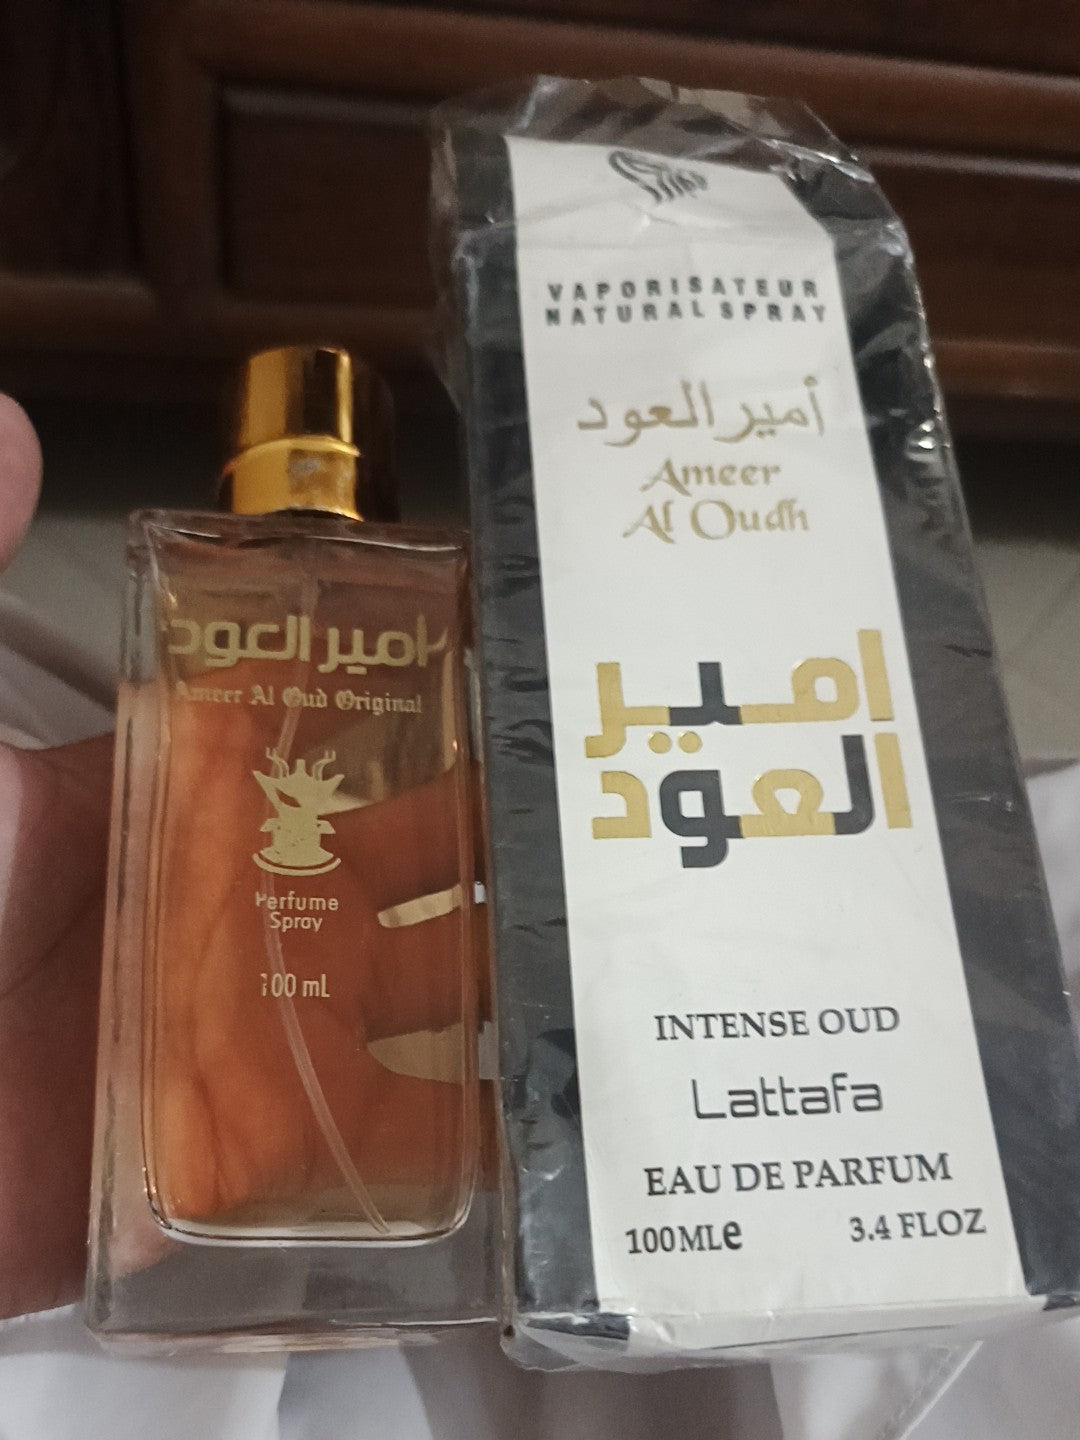 امير العود
Ameer Al Oud Original
Perfume
Spray
100 mL
VAPORISATEUR
NATURAL SPRAY
أمير العود
Ameer
Al Oudh
امير
العود
INTENSE OUD
Lattafa
EAU DE PARFUM
100MLe
3.4 FLOZ